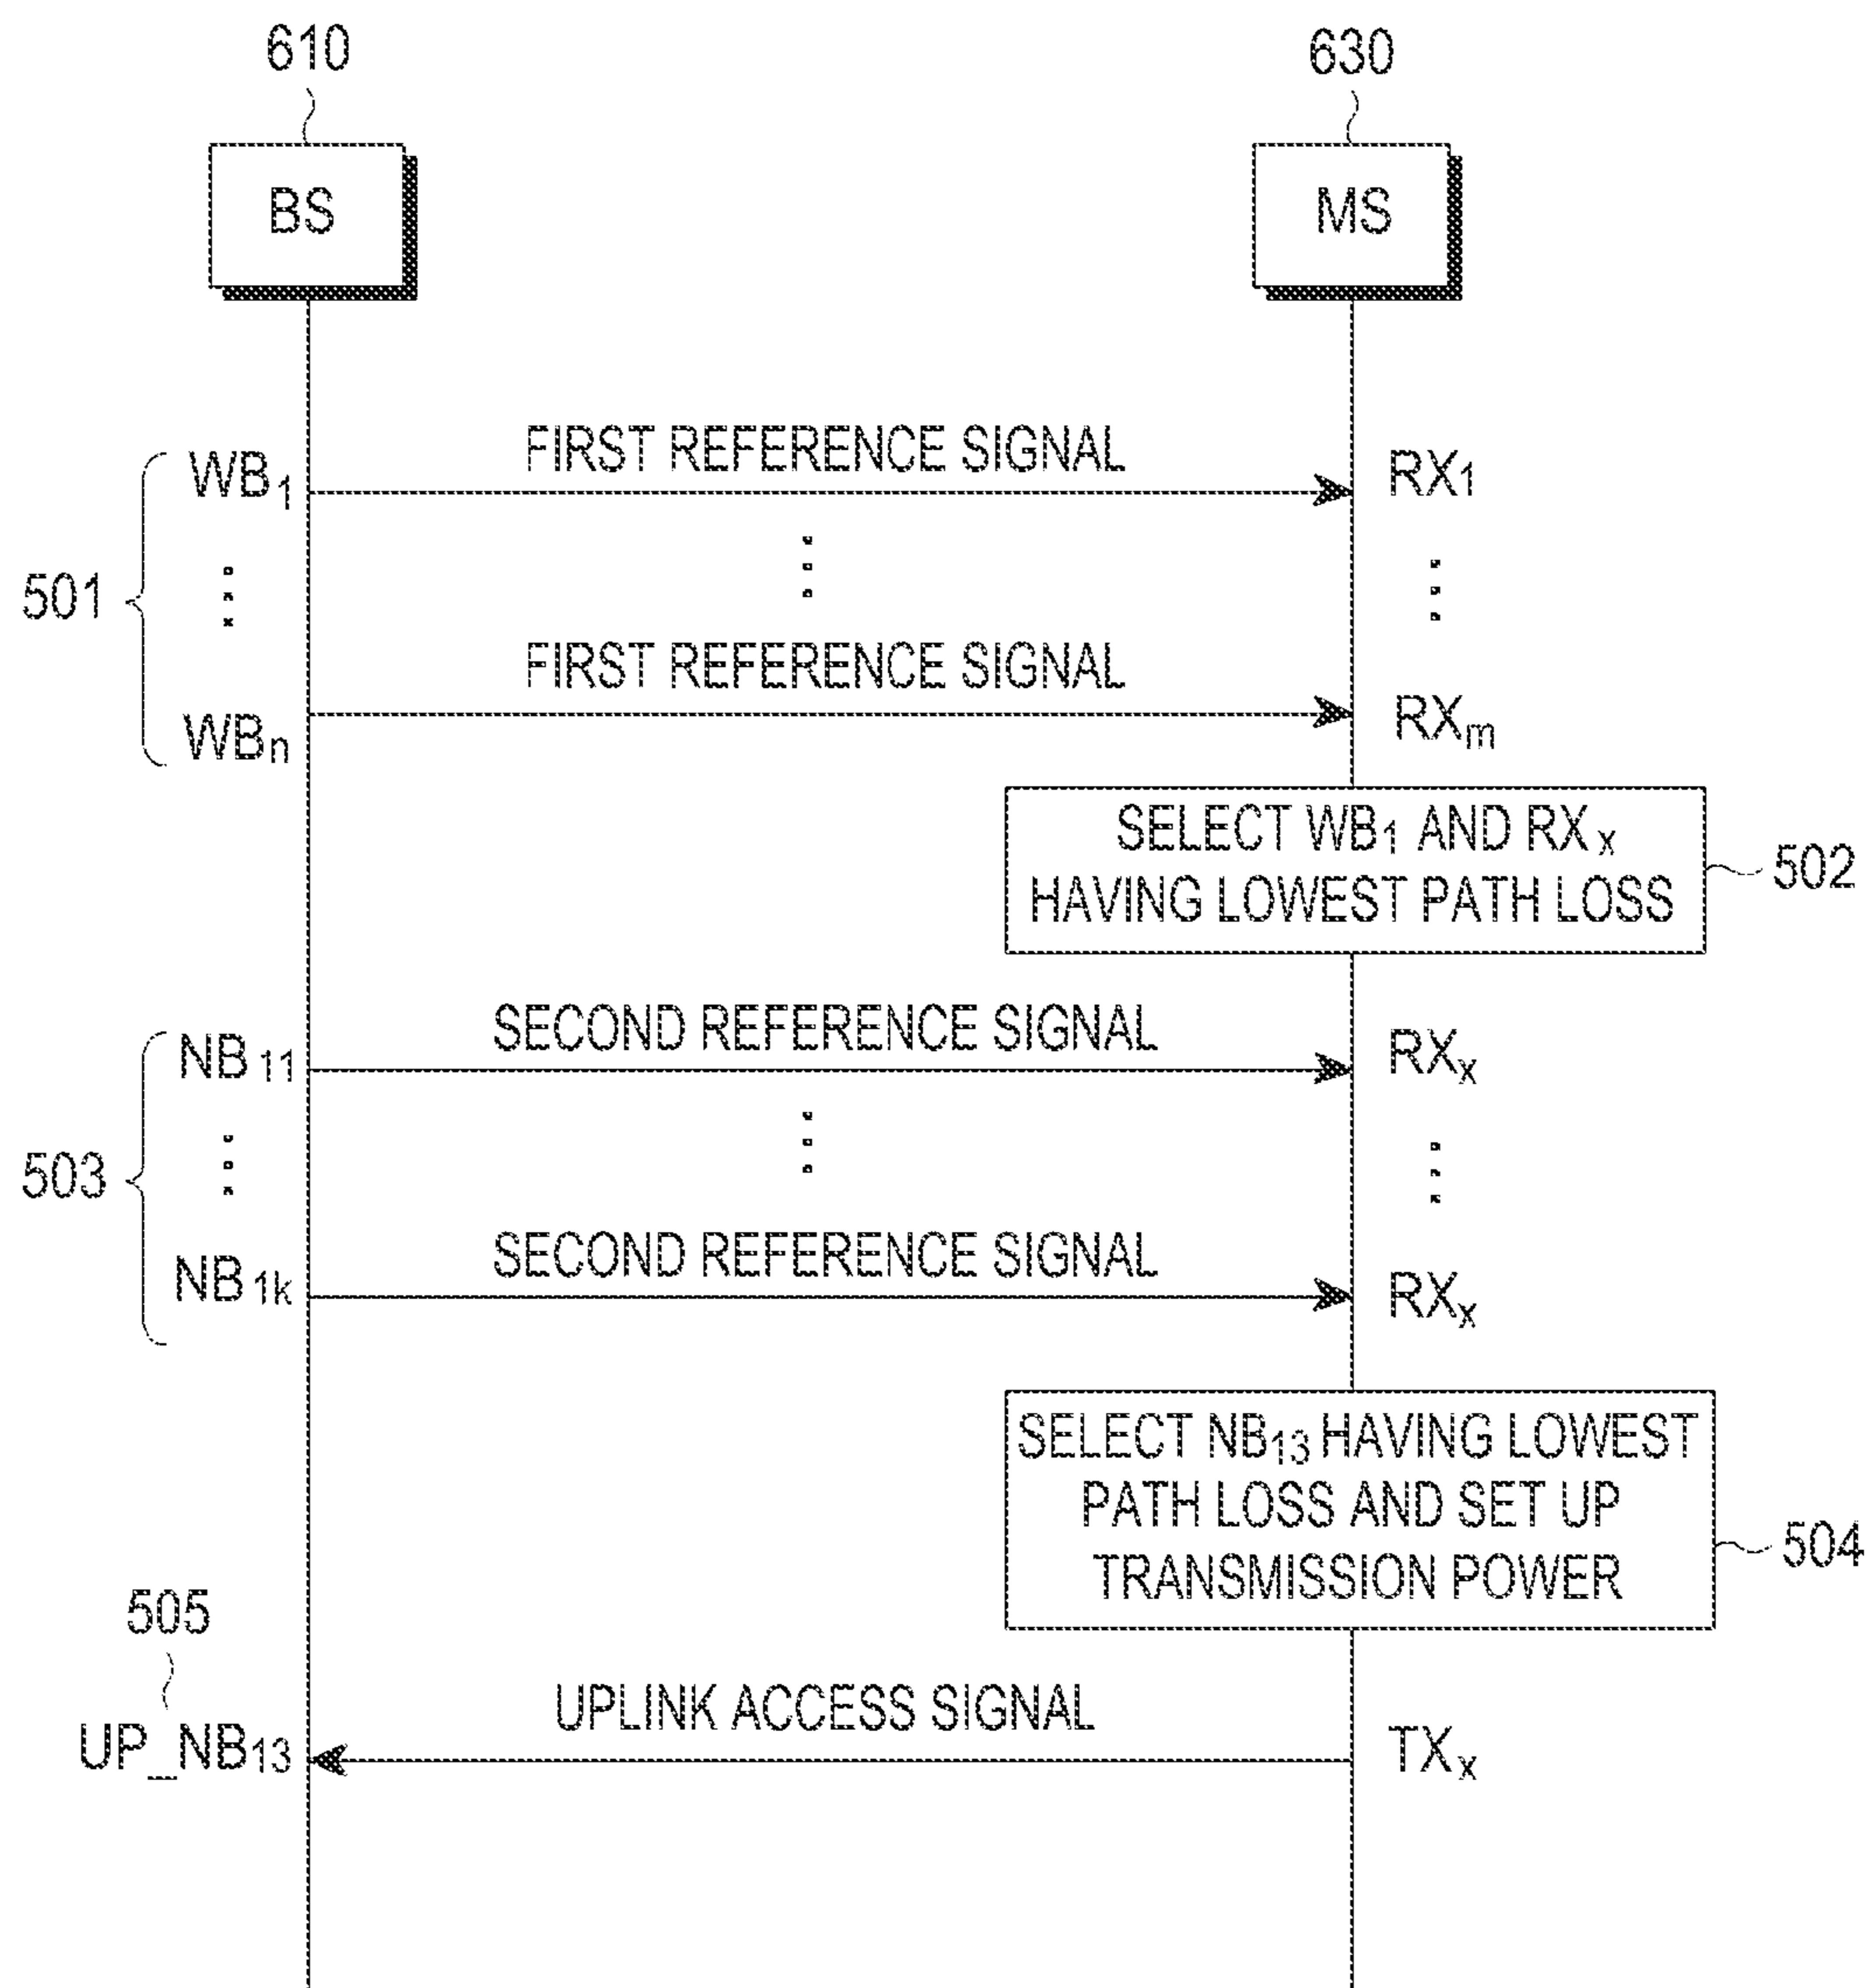 610
630
BS
MS
FIRST REFERENCE SIGNAL
WB1
RX1
501
FIRST REFERENCE SIGNAL
WBn
RXm
SELECT WB1 AND RXx
HAVING LOWEST PATH LOSS
502
SECOND REFERENCE SIGNAL
NB11
RXx
503
SECOND REFERENCE SIGNAL
NB1k
RXx
SELECT NB13 HAVING LOWEST
PATH LOSS AND SET UP
TRANSMISSION POWER
504
505
UPLINK ACCESS SIGNAL
UP_NB13
TXx